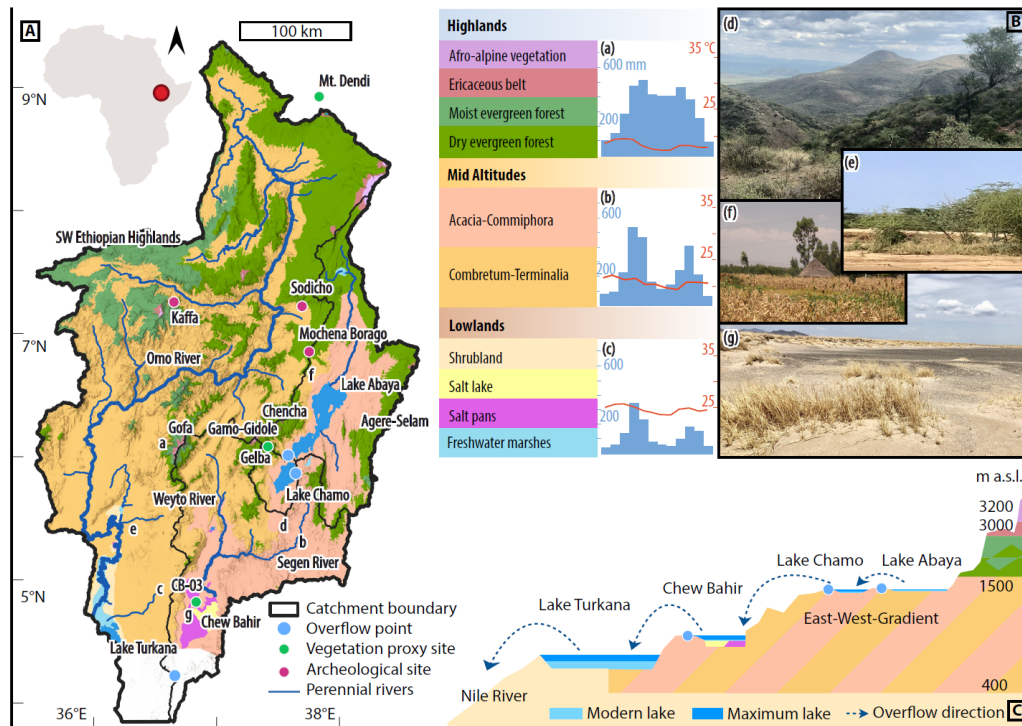 A
100 km
Mt. Dendi
9°N
SW Ethiopian Highlands
Sodicho
Kaffa
Mochena Borago
7°N
Omo River
f
Lake Abaya
Chencha
Gofa
Gamo-Gidole
Agere-Selam
a
Gelba
Weyto River
Lake Chamo
d
e
b
Segen River
c
CB-03
5°N
g
Chew Bahir
Lake Turkana
Catchment boundary
Overflow point
Vegetation proxy site
Archeological site
Perennial rivers
36°E
38°E
Highlands
Afro-alpine vegetation
Ericaceous belt
Moist evergreen forest
Dry evergreen forest
(a)
35 °C
600 mm
25
200
Mid Altitudes
Acacia-Commiphora
Combretum-Terminalia
(b)
35
600
25
200
Lowlands
Shrubland
Salt lake
Salt pans
Freshwater marshes
(c)
35
600
25
200
(d)
B
(e)
(f)
(g)
m a.s.l.
3200
3000
Lake Chamo
Lake Abaya
Chew Bahir
1500
Lake Turkana
East-West-Gradient
Nile River
400
Modern lake
Maximum lake
Overflow direction
C